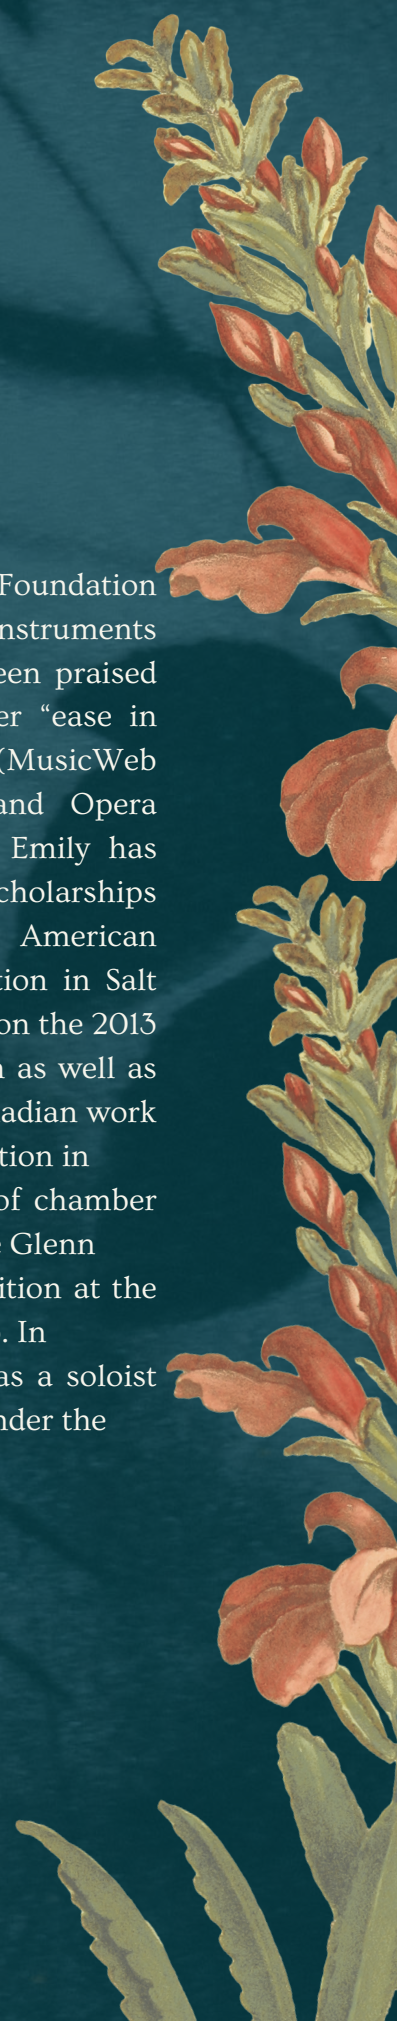 Foundation
nstruments
een praised
er “ease in
(MusicWeb
and Opera
Emily has
cholarships
American
tion in Salt
on the 2013
n as well as
adian work
tion in
of chamber
e Glenn
ition at the
. In
as a soloist
nder the